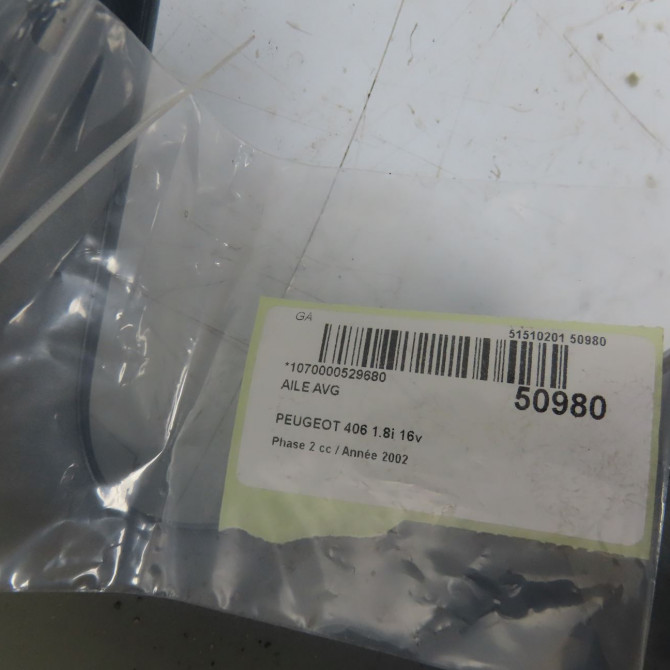 GA
51510201 50980
*1070000529680
AILE AVG
50980
PEUGEOT 406 1.8i 16v
Phase 2 cc / Année 2002